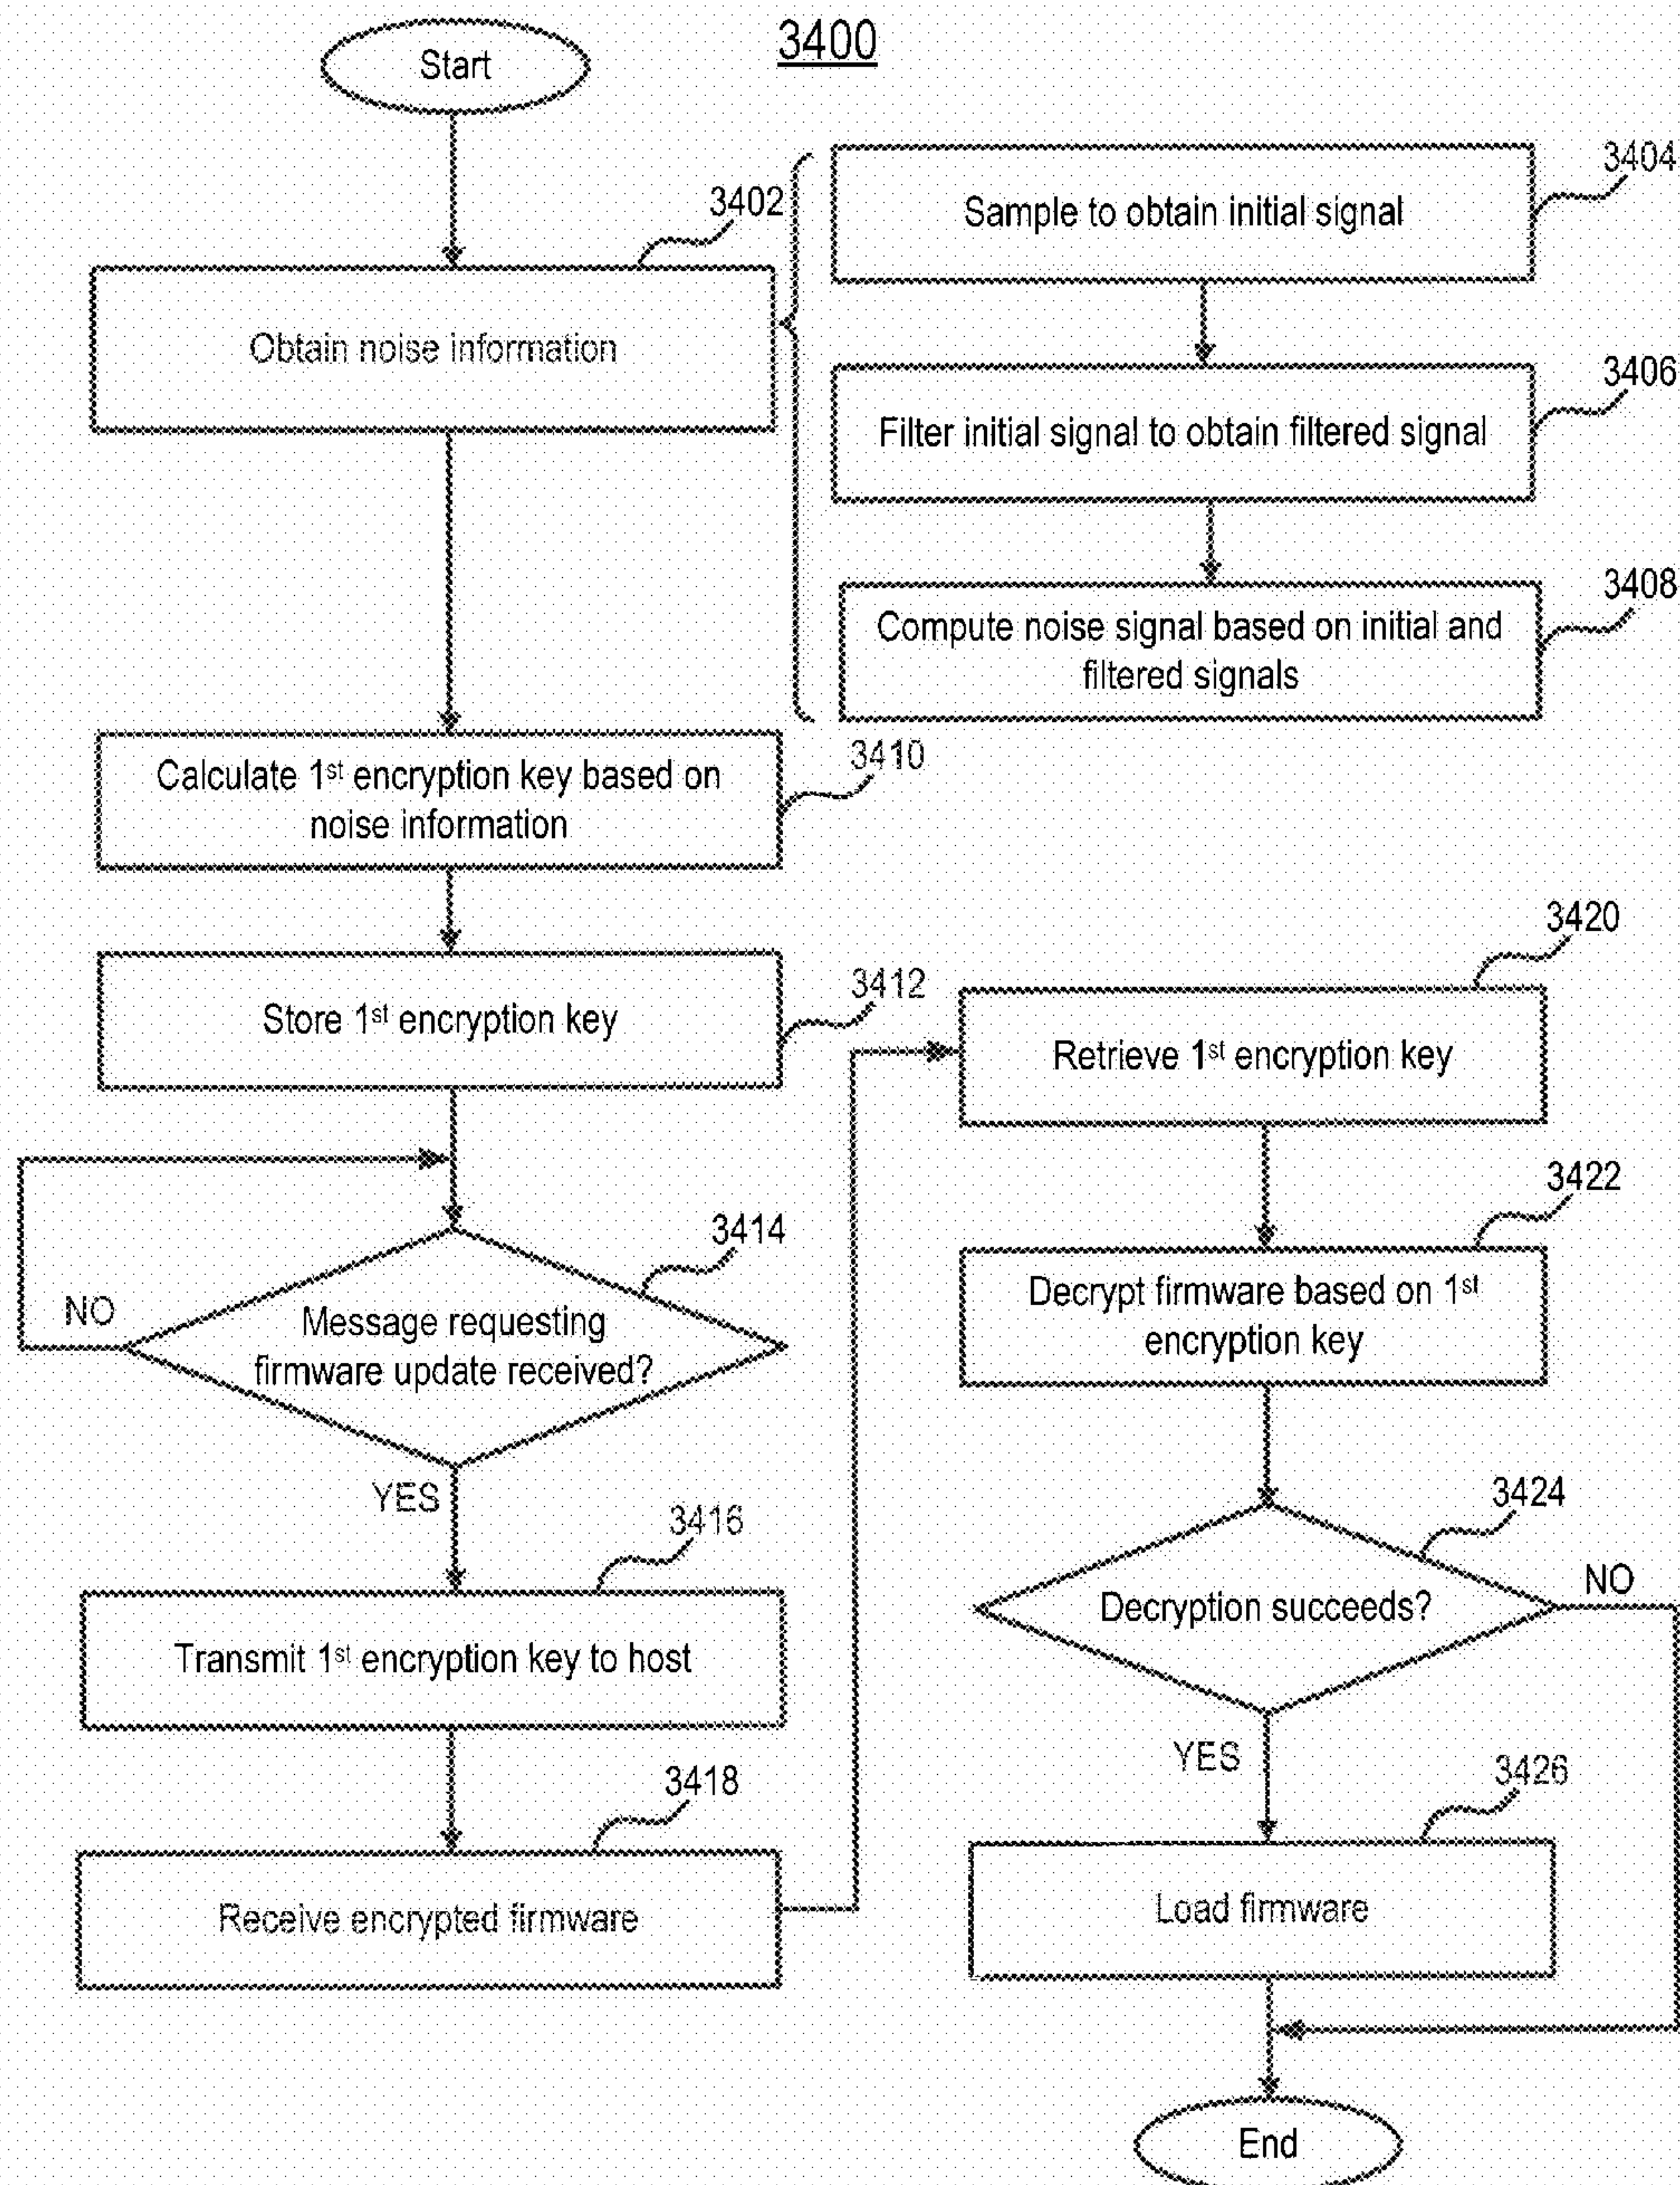 3400
Start
3402
Obtain noise information
3404
Sample to obtain initial signal
3406
Filter initial signal to obtain filtered signal
3408
Compute noise signal based on initial and
filtered signals
3410
Calculate 1st encryption key based on
noise information
3412
Store 1st encryption key
3414
Message requesting
firmware update received?
NO
YES
3416
Transmit 1st encryption key to host
3418
Receive encrypted firmware
3420
Retrieve 1st encryption key
3422
Decrypt firmware based on 1st
encryption key
3424
Decryption succeeds?
NO
YES
3426
Load firmware
End